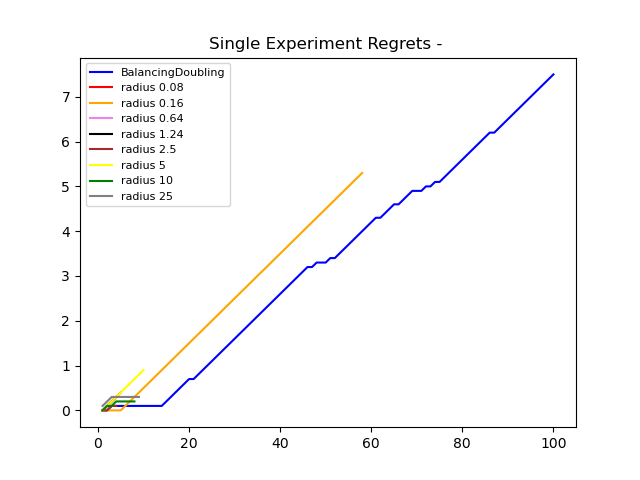 Single Experiment Regrets -
BalancingDoubling
radius 0.08
radius 0.16
radius 0.64
radius 1.24
radius 2.5
radius 5
radius 10
radius 25
7
6
5
4
3
2
1
0
0 20 40 60 80 100